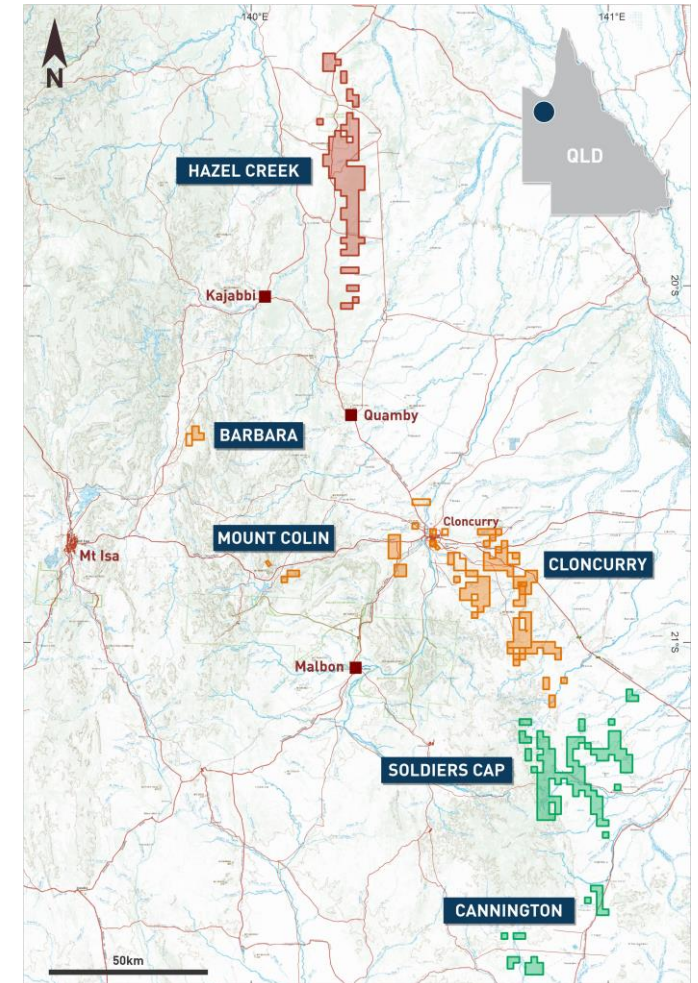 140°E
141°E
N
QLD
HAZEL CREEK
20°S
Kajabbi
Quamby
BARBARA
Cloncurry
MOUNT COLIN
Mt Isa
CLONCURRY
21°S
Malbon
SOLDIERS CAP
CANNINGTON
50km